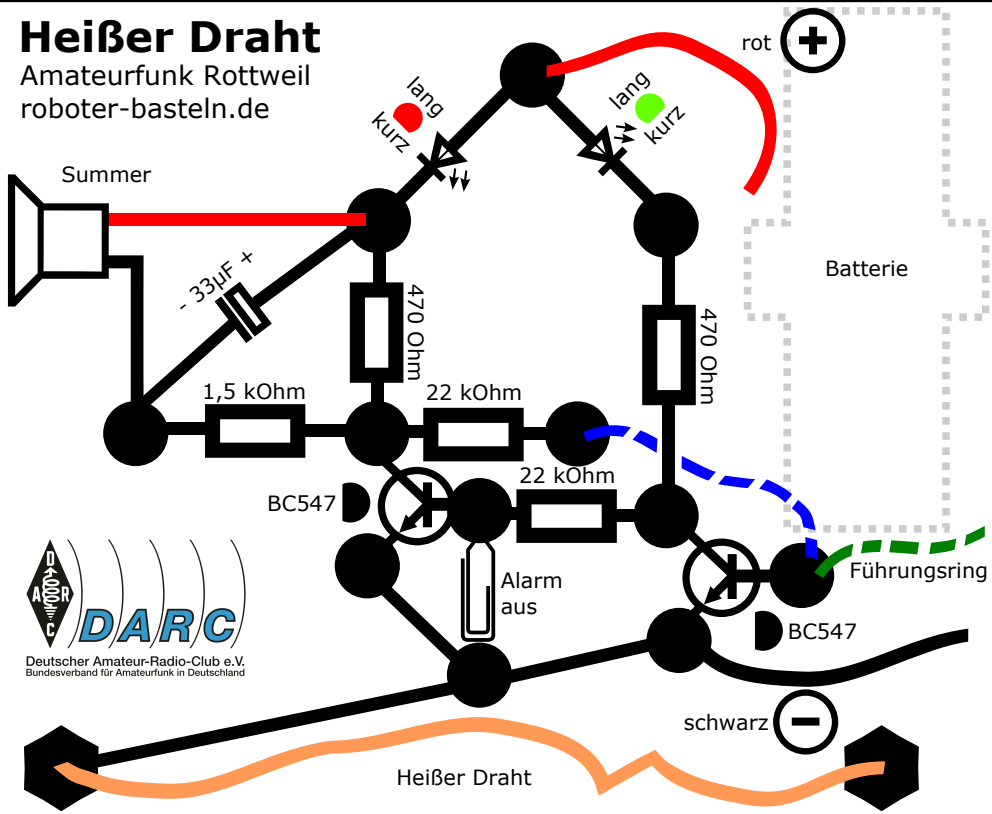 Heißer Draht
Amateurfunk Rottweil
roboter-basteln.de
rot
+
lang
kurz
lang
kurz
Summer
Batterie
- 33µF +
470 Ohm
470 Ohm
1,5 kOhm
22 kOhm
22 kOhm
BC547
Alarm
aus
Führungsring
BC547
D
A R
C
DARC
Deutscher Amateur-Radio-Club e.V.
Bundesverband für Amateurfunk in Deutschland
schwarz
−
Heißer Draht